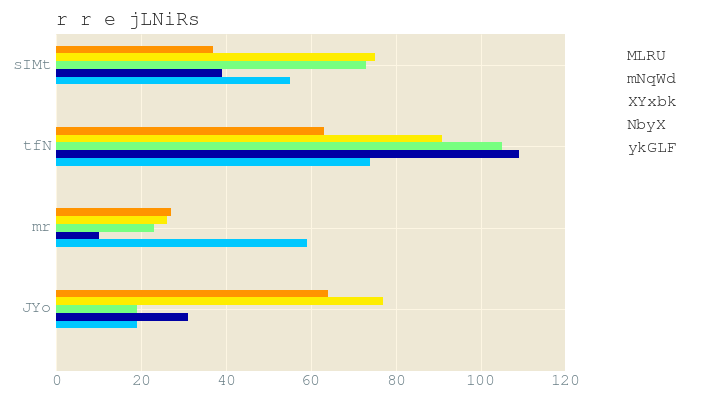 r r e jLNiRs
sIMt
tfN
mr
JYo
0 20 40 60 80 100 120
MLRU
mNqWd
XYxbk
NbyX
ykGLF